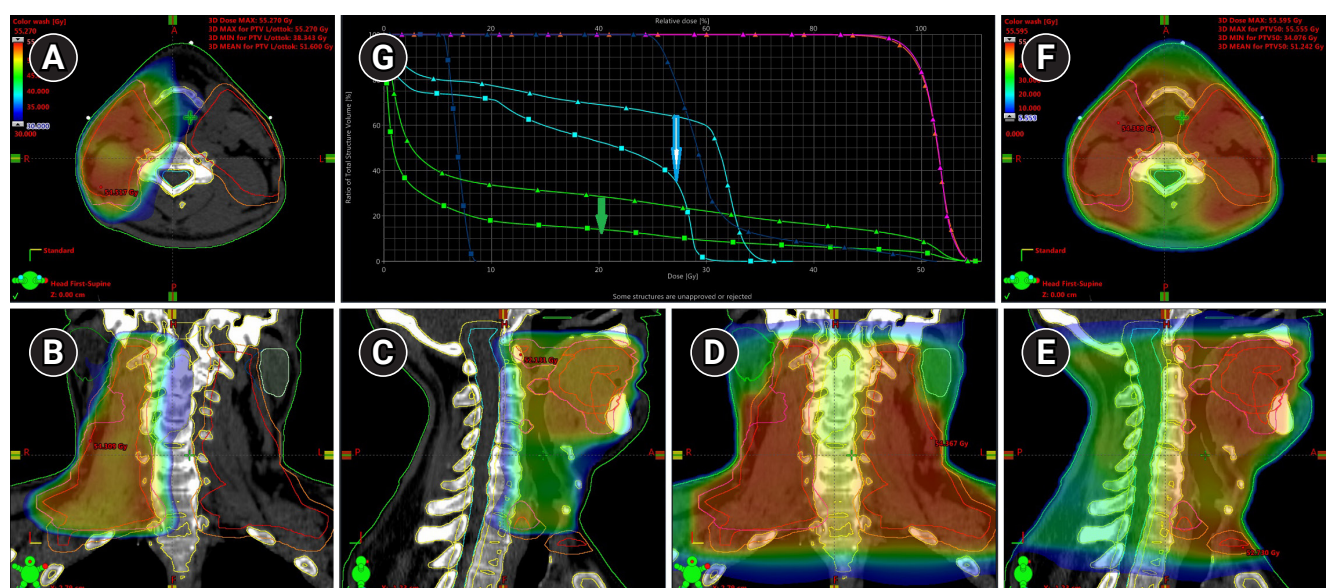 Color wash [Gy]
55.270
3D Dose MAX: 55.270 Gy
3D MAX for PTV L/ottok: 55.270 Gy
3D MIN for PTV L/ottok: 38.343 Gy
3D MEAN for PTV L/ottok: 51.600 Gy
A
A
15.000
30.000
30.000
R
L
Standard
Head First-Supine
Z: 0.00 cm
P
G
Relative dose [%]
0
20
40
60
80
100
Ratio of Total Structure Volume [%]
80
60
40
20
0
0
10
20
30
40
50
Dose [Gy]
Some structures are unapproved or rejected
F
Color wash [Gy]
55.595
3D Dose MAX: 55.595 Gy
3D MAX for PTV50: 55.595 Gy
3D MIN for PTV50: 34.076 Gy
3D MEAN for PTV50: 51.242 Gy
A
10.000
5.559
0.000
R
L
Standard
Head First-Supine
Z: 0.00 cm
P
B
R
L
C
A
D
R
L
E
H
A